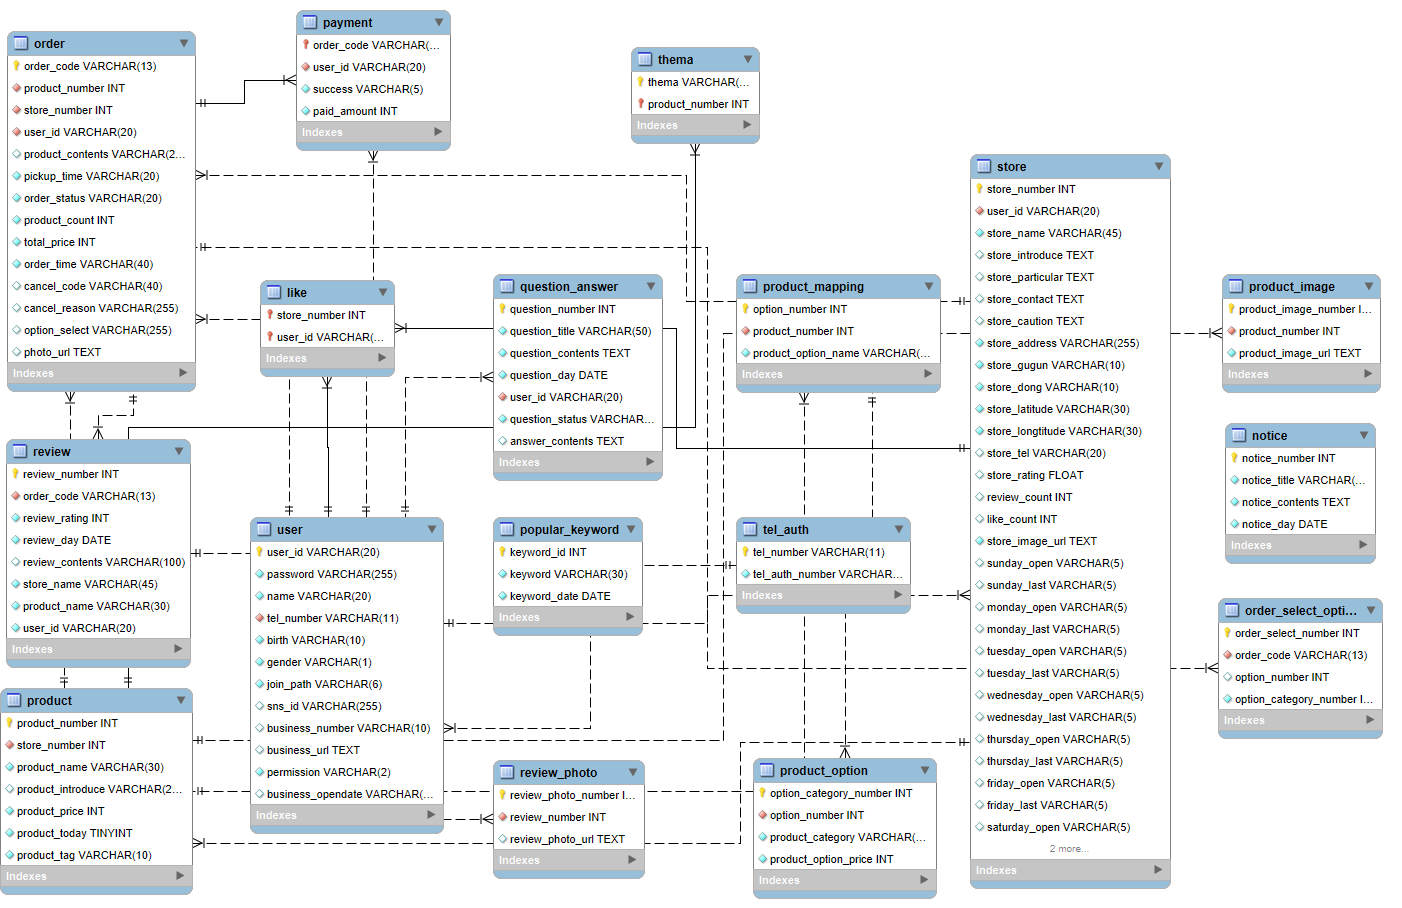 order
order_code VARCHAR(13)
product_number INT
store_number INT
user_id VARCHAR(20)
product_contents VARCHAR(2...
pickup_time VARCHAR(20)
order_status VARCHAR(20)
product_count INT
total_price INT
order_time VARCHAR(40)
cancel_code VARCHAR(40)
cancel_reason VARCHAR(255)
option_select VARCHAR(255)
photo_url TEXT
Indexes
payment
order_code VARCHAR(...
user_id VARCHAR(20)
success VARCHAR(5)
paid_amount INT
Indexes
thema
thema VARCHAR(...
product_number INT
Indexes
like
store_number INT
user_id VARCHAR(...
Indexes
question_answer
question_number INT
question_title VARCHAR(50)
question_contents TEXT
question_day DATE
user_id VARCHAR(20)
question_status VARCHAR...
answer_contents TEXT
Indexes
product_mapping
option_number INT
product_number INT
product_option_name VARCHAR(...
Indexes
store
store_number INT
user_id VARCHAR(20)
store_name VARCHAR(45)
store_introduce TEXT
store_particular TEXT
store_contact TEXT
store_caution TEXT
store_address VARCHAR(255)
store_gugun VARCHAR(10)
store_dong VARCHAR(10)
store_latitude VARCHAR(30)
store_longtitude VARCHAR(30)
store_tel VARCHAR(20)
store_rating FLOAT
review_count INT
like_count INT
store_image_url TEXT
sunday_open VARCHAR(5)
sunday_last VARCHAR(5)
monday_open VARCHAR(5)
monday_last VARCHAR(5)
tuesday_open VARCHAR(5)
tuesday_last VARCHAR(5)
wednesday_open VARCHAR(5)
wednesday_last VARCHAR(5)
thursday_open VARCHAR(5)
thursday_last VARCHAR(5)
friday_open VARCHAR(5)
friday_last VARCHAR(5)
saturday_open VARCHAR(5)
2 more...
Indexes
product_image
product_image_number I...
product_number INT
product_image_url TEXT
Indexes
notice
notice_number INT
notice_title VARCHAR(...
notice_contents TEXT
notice_day DATE
Indexes
order_select_opti...
order_select_number INT
order_code VARCHAR(13)
option_number INT
option_category_number I...
Indexes
review
review_number INT
order_code VARCHAR(13)
review_rating INT
review_day DATE
review_contents VARCHAR(100)
store_name VARCHAR(45)
product_name VARCHAR(30)
user_id VARCHAR(20)
Indexes
user
user_id VARCHAR(20)
password VARCHAR(255)
name VARCHAR(20)
tel_number VARCHAR(11)
birth VARCHAR(10)
gender VARCHAR(1)
join_path VARCHAR(6)
sns_id VARCHAR(255)
business_number VARCHAR(10)
business_url TEXT
permission VARCHAR(2)
business_opendate VARCHAR(...
Indexes
popular_keyword
keyword_id INT
keyword VARCHAR(30)
keyword_date DATE
Indexes
tel_auth
tel_number VARCHAR(11)
tel_auth_number VARCHAR...
Indexes
product
product_number INT
store_number INT
product_name VARCHAR(30)
product_introduce VARCHAR(2...
product_price INT
product_today TINYINT
product_tag VARCHAR(10)
Indexes
review_photo
review_photo_number I...
review_number INT
review_photo_url TEXT
Indexes
product_option
option_category_number INT
option_number INT
product_category VARCHAR(...
product_option_price INT
Indexes